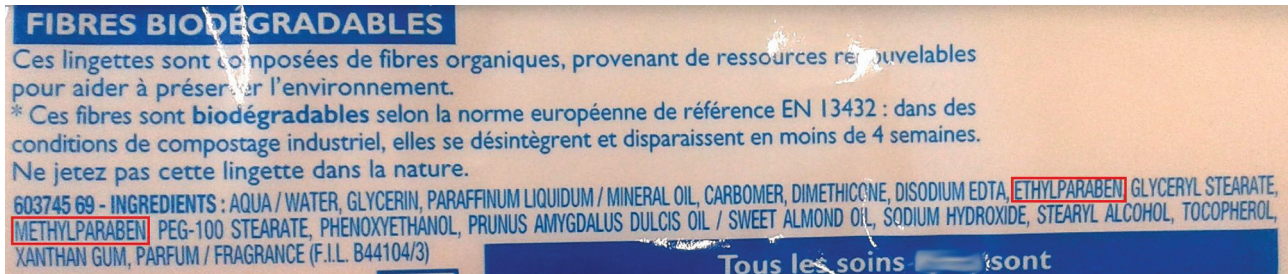 FIBRES BIODÉGRADABLES
Ces lingettes sont composées de fibres organiques, provenant de ressources renouvelables
pour aider à préserver l'environnement.
* Ces fibres sont biodégradables selon la norme européenne de référence EN 13432 : dans des
conditions de compostage industriel, elles se désintègrent et disparaissent en moins de 4 semaines.
Ne jetez pas cette lingette dans la nature.
603745 69 - INGREDIENTS : AQUA / WATER, GLYCERIN, PARAFFINUM LIQUIDUM / MINERAL OIL, CARBOMER, DIMETHICONE, DISODIUM EDTA, ETHYLPARABEN, GLYCERYL STEARATE,
METHYLPARABEN, PEG-100 STEARATE, PHENOXYETHANOL, PRUNUS AMYGDALUS DULCIS OIL / SWEET ALMOND OIL, SODIUM HYDROXIDE, STEARYL ALCOHOL, TOCOPHEROL,
XANTHAN GUM, PARFUM / FRAGRANCE (F.I.L. B44104/3)
Tous les soins sont